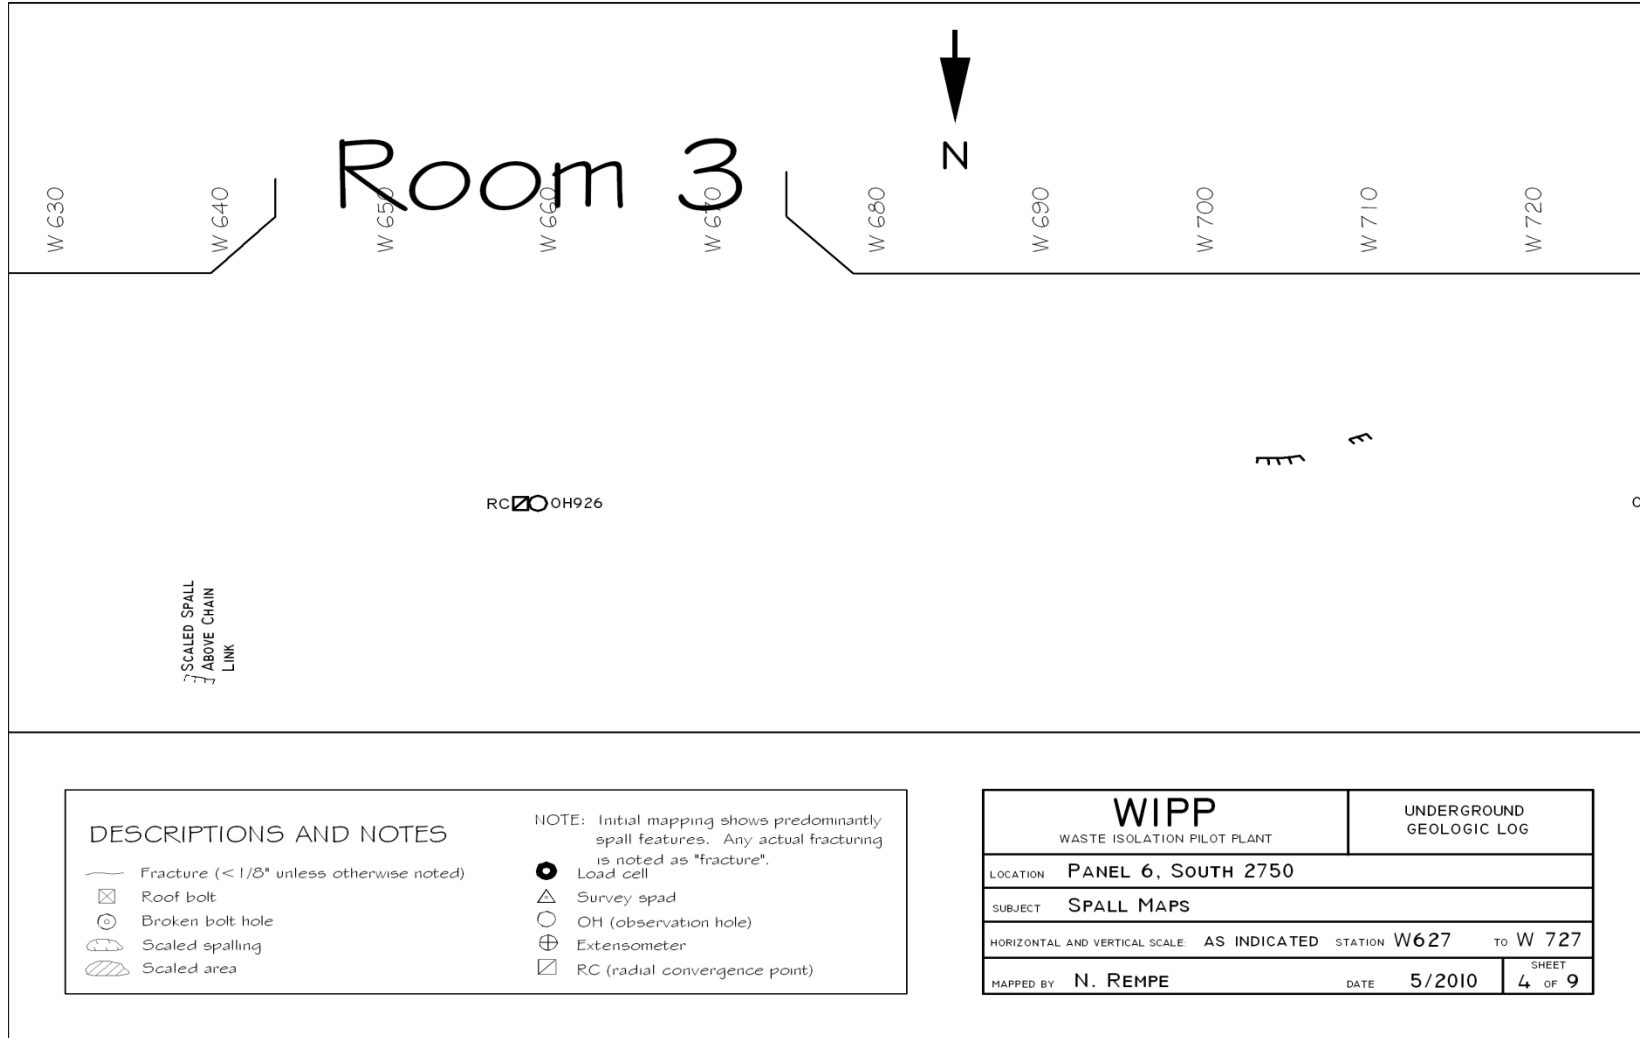 N
Room 3
W 630
W 640
W 650
W 660
W 670
W 680
W 690
W 700
W 710
W 720
RC OH926
O
SCALED SPALL
ABOVE CHAIN
LINK
DESCRIPTIONS AND NOTES
Fracture (< 1/8" unless otherwise noted)
Roof bolt
Broken bolt hole
Scaled spalling
Scaled area
NOTE: Initial mapping shows predominantly
spall features. Any actual fracturing
is noted as "fracture".
Load cell
Survey spad
OH (observation hole)
Extensometer
RC (radial convergence point)
WIPP
WASTE ISOLATION PILOT PLANT
UNDERGROUND
GEOLOGIC LOG
LOCATION PANEL 6, SOUTH 2750
SUBJECT SPALL MAPS
HORIZONTAL AND VERTICAL SCALE: AS INDICATED STATION W627 TO W 727
MAPPED BY N. REMPE DATE 5/2010 SHEET
4 OF 9